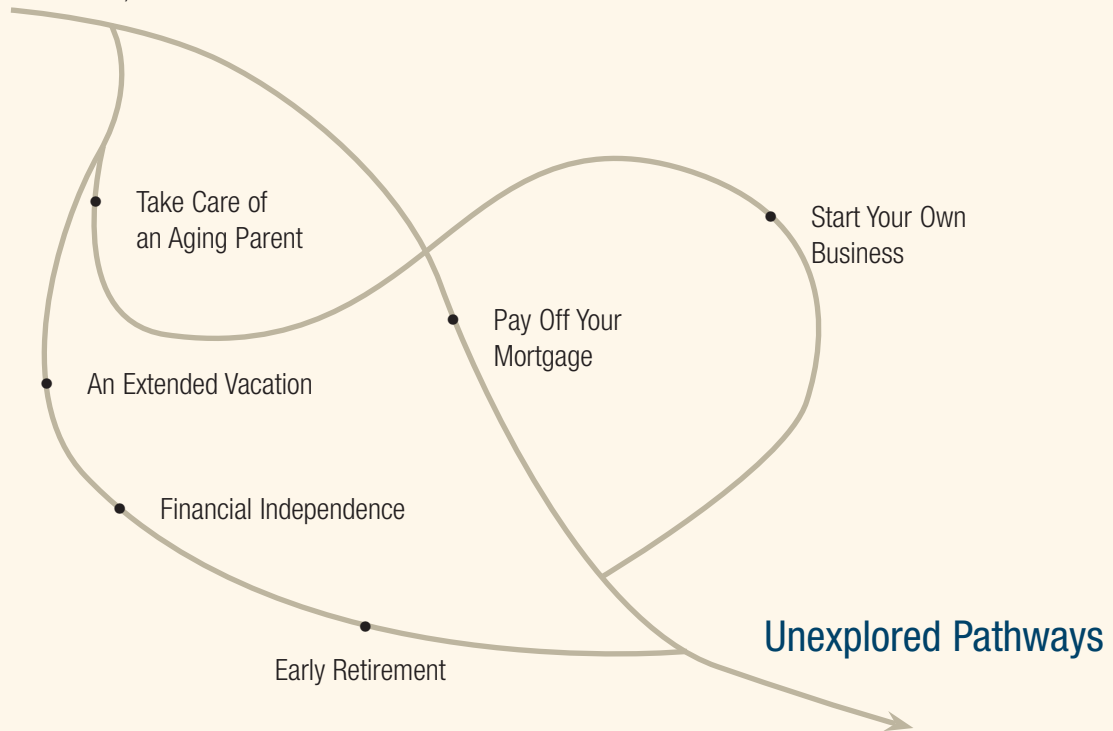 Take Care of
an Aging Parent
Start Your Own
Business
Pay Off Your
Mortgage
An Extended Vacation
Financial Independence
Unexplored Pathways
Early Retirement